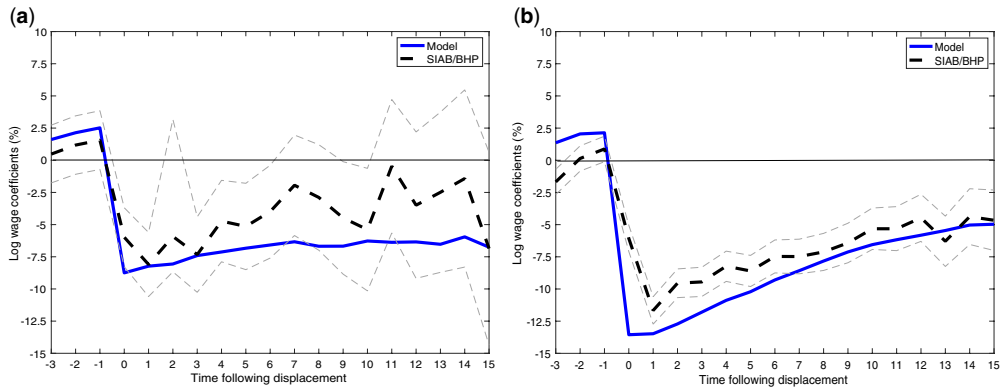 (a)
10
7.5
5
2.5
0
-2.5
-5
-7.5
-10
-12.5
-15
Log wage coefficients (%)
Model
SIAB/BHP
-3 -2 -1 0 1 2 3 4 5 6 7 8 9 10 11 12 13 14 15
Time following displacement
(b)
10
7.5
5
2.5
0
-2.5
-5
-7.5
-10
-12.5
-15
Log wage coefficients (%)
Model
SIAB/BHP
-3 -2 -1 0 1 2 3 4 5 6 7 8 9 10 11 12 13 14 15
Time following displacement